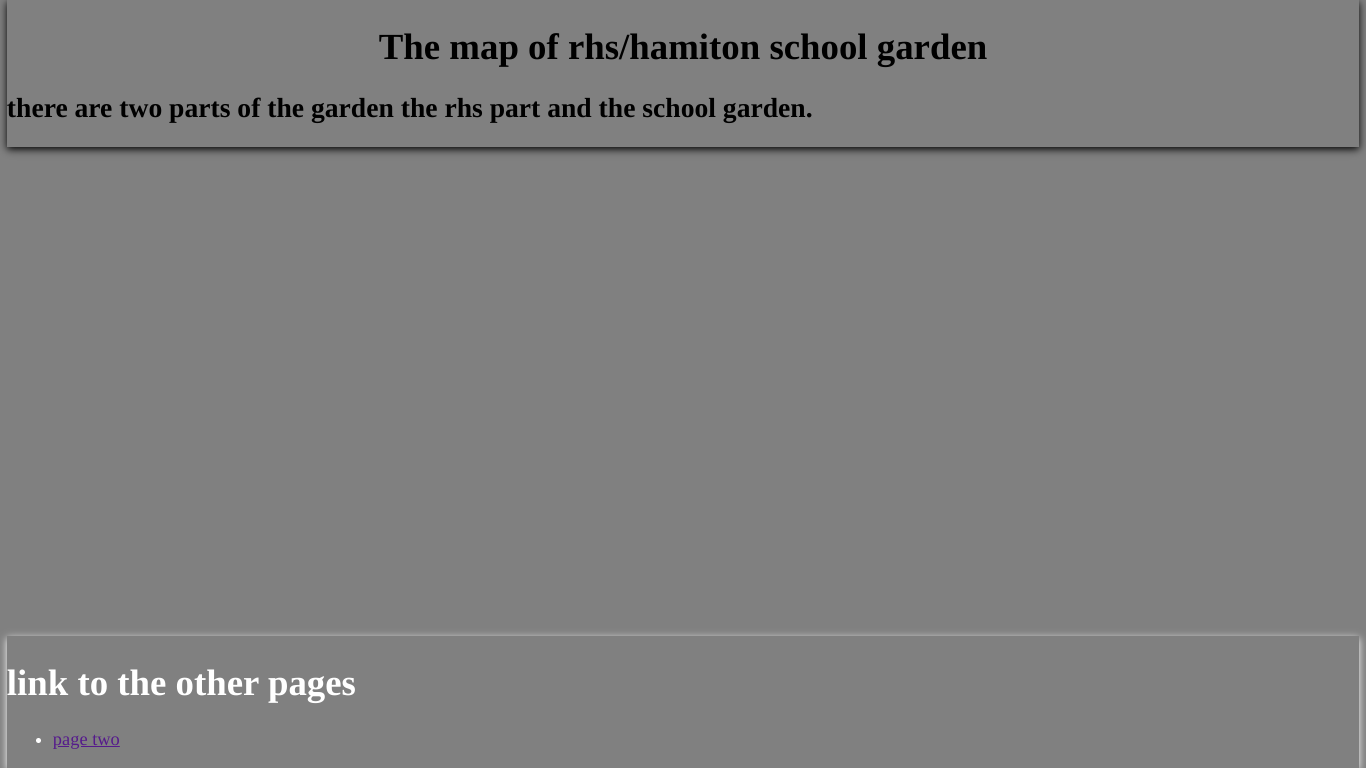 The map of rhs/hamiton school garden
there are two parts of the garden the rhs part and the school garden.
link to the other pages
page two